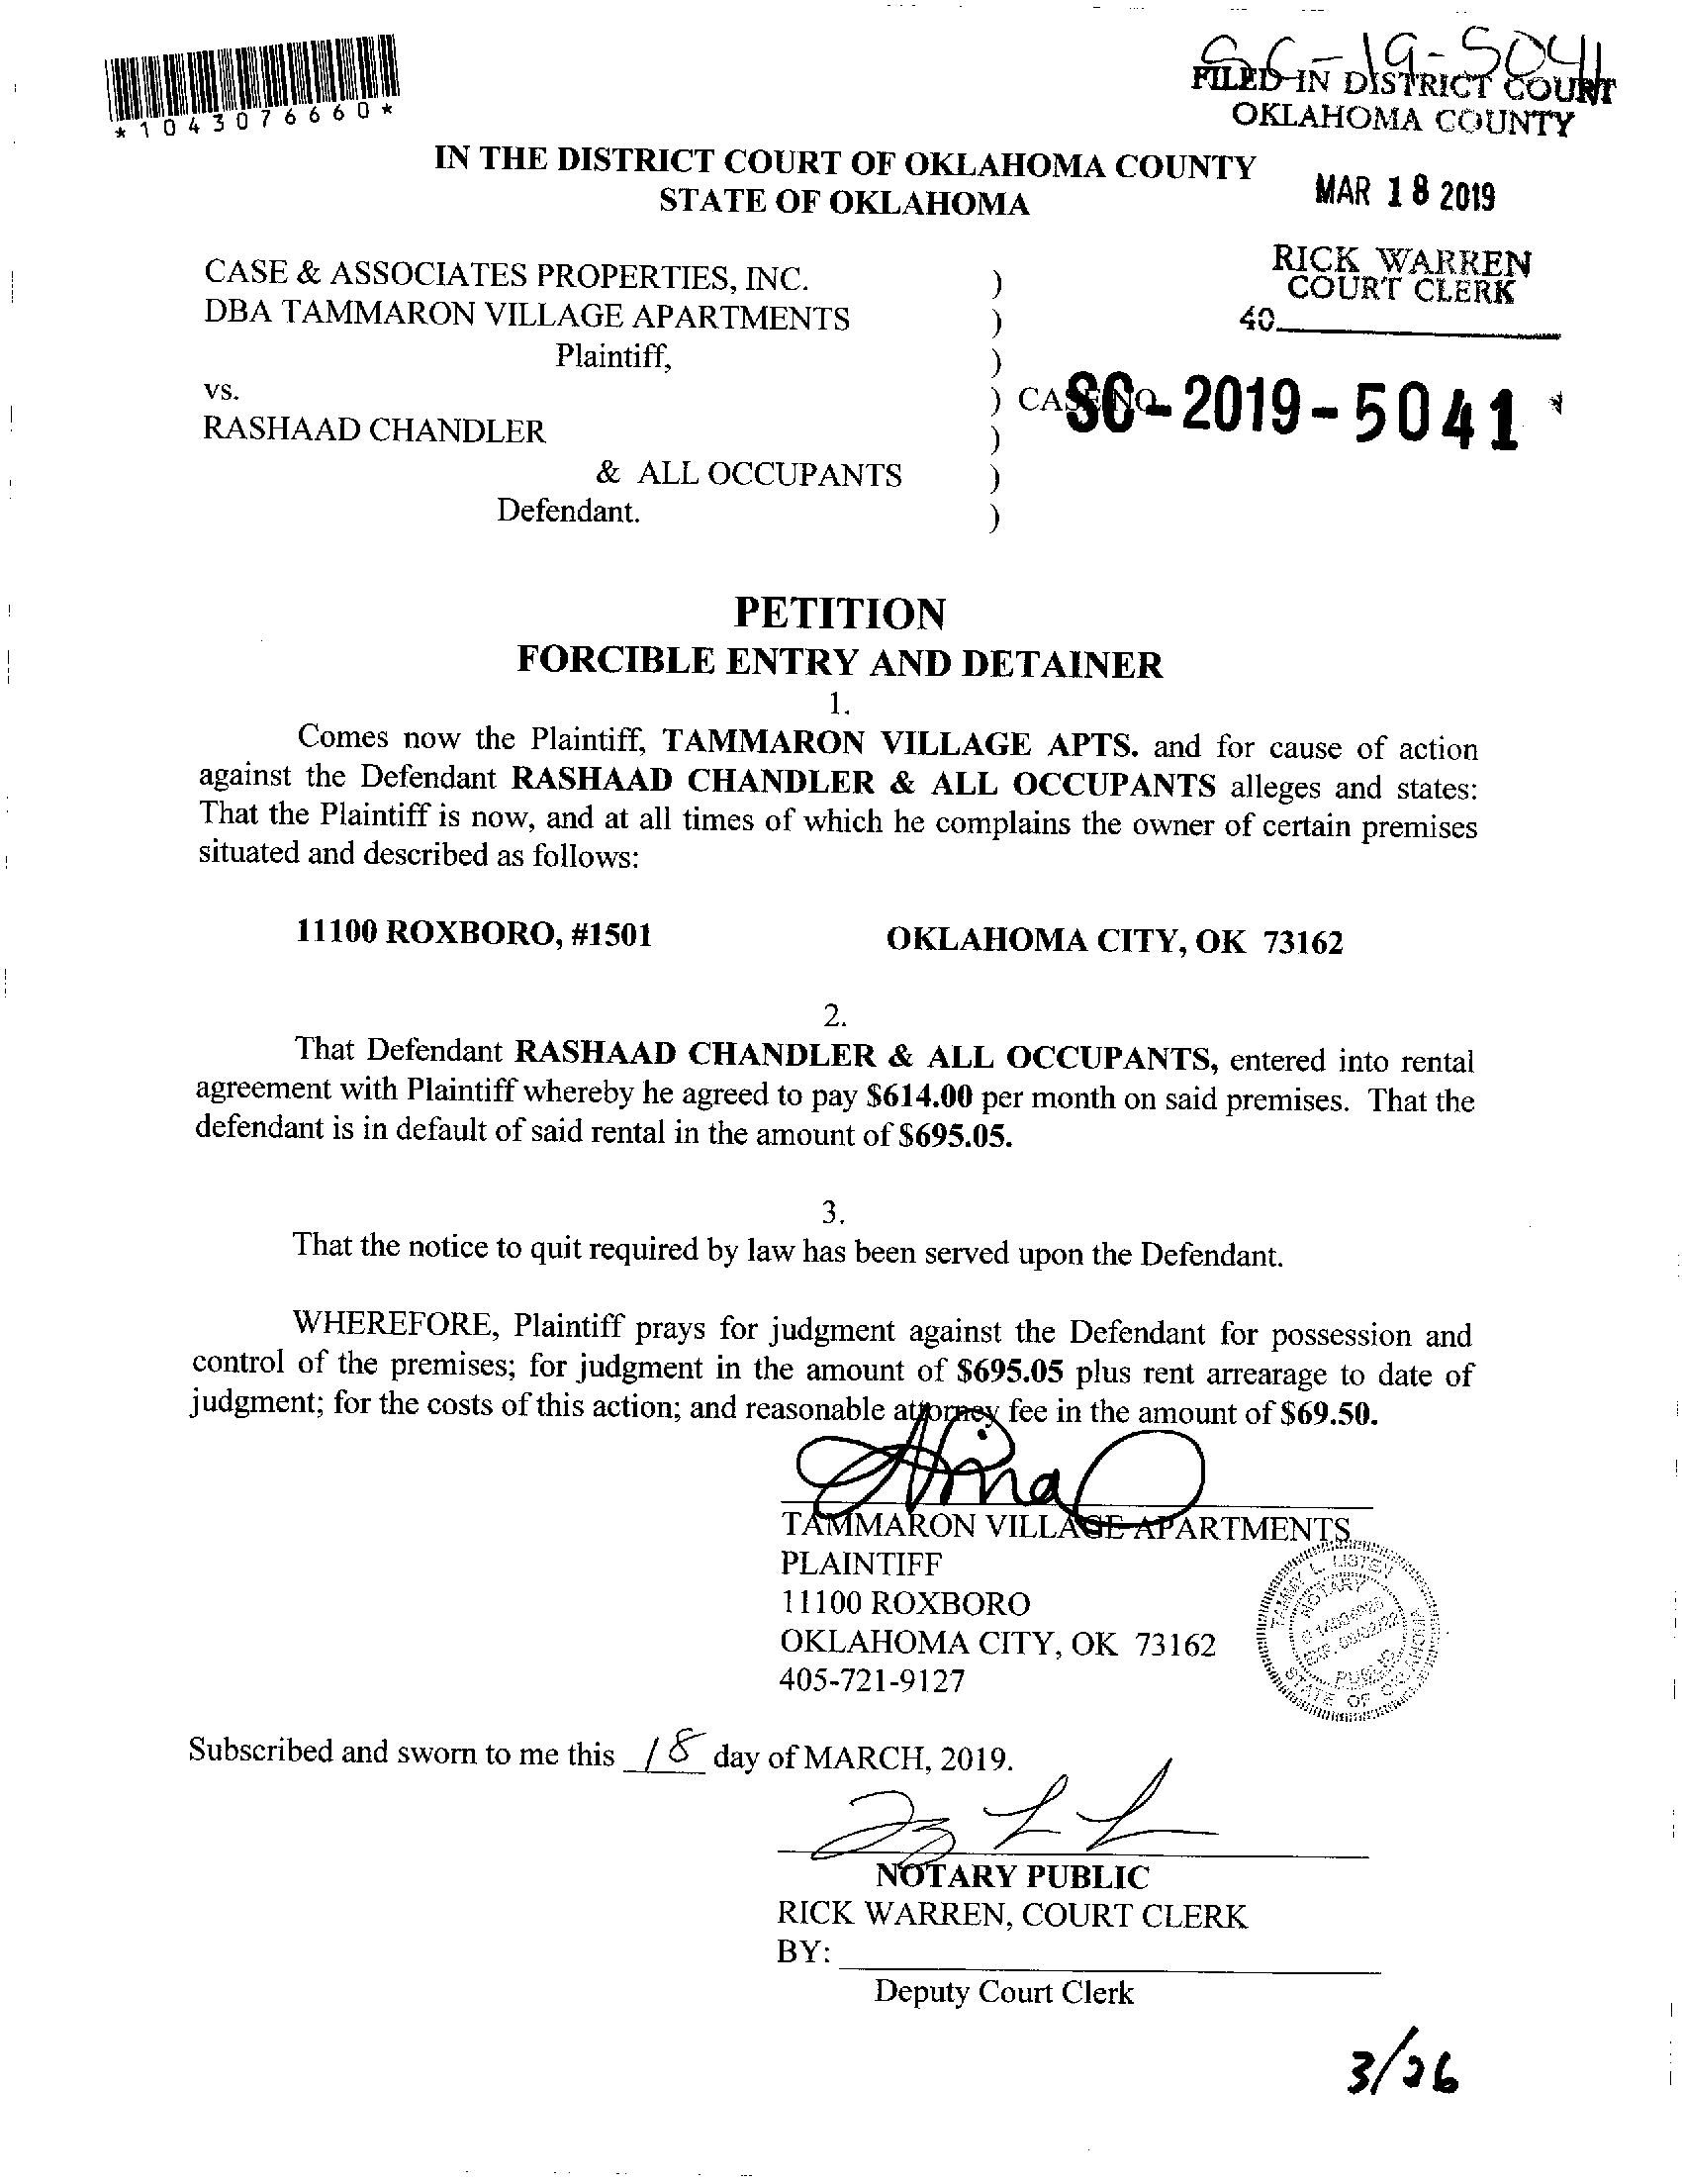 SC-19-5041
FILED IN DISTRICT COURT
OKLAHOMA COUNTY
*1043076660*
IN THE DISTRICT COURT OF OKLAHOMA COUNTY
STATE OF OKLAHOMA
MAR 18 2019
RICK WARREN
COURT CLERK
40
CASE & ASSOCIATES PROPERTIES, INC. )
DBA TAMMARON VILLAGE APARTMENTS )
Plaintiff, )
vs. ) CASE NO. SC-2019-5041
RASHAAD CHANDLER )
& ALL OCCUPANTS )
Defendant. )
PETITION
FORCIBLE ENTRY AND DETAINER
1.
Comes now the Plaintiff, TAMMARON VILLAGE APTS. and for cause of action
against the Defendant RASHAAD CHANDLER & ALL OCCUPANTS alleges and states:
That the Plaintiff is now, and at all times of which he complains the owner of certain premises
situated and described as follows:
11100 ROXBORO, #1501 OKLAHOMA CITY, OK 73162
2.
That Defendant RASHAAD CHANDLER & ALL OCCUPANTS, entered into rental
agreement with Plaintiff whereby he agreed to pay $614.00 per month on said premises. That the
defendant is in default of said rental in the amount of $695.05.
3.
That the notice to quit required by law has been served upon the Defendant.
WHEREFORE, Plaintiff prays for judgment against the Defendant for possession and
control of the premises; for judgment in the amount of $695.05 plus rent arrearage to date of
judgment; for the costs of this action; and reasonable attorney fee in the amount of $69.50.
TAMMARON VILLAGE APARTMENTS
PLAINTIFF
11100 ROXBORO
OKLAHOMA CITY, OK 73162
405-721-9127
TAMMY L. LISTEN
NOTARY
PUBLIC
STATE OF OKLAHOMA
Subscribed and sworn to me this 18 day of MARCH, 2019.
NOTARY PUBLIC
RICK WARREN, COURT CLERK
BY:
Deputy Court Clerk
3/26